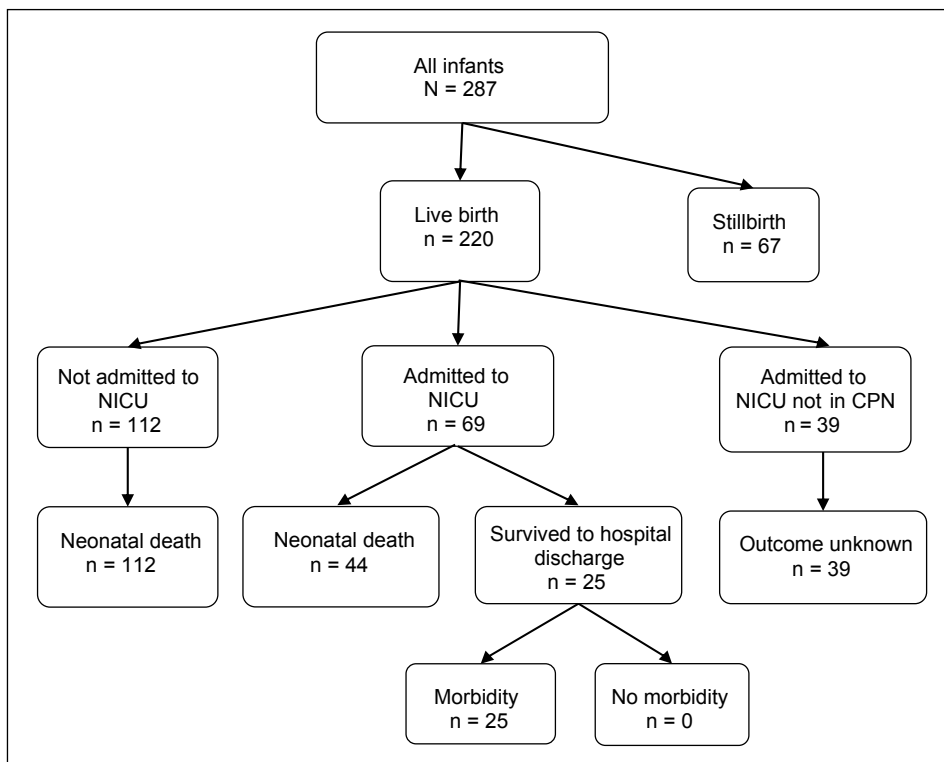 All infants
N = 287
Live birth
n = 220
Stillbirth
n = 67
Not admitted to
NICU
n = 112
Admitted to
NICU
n = 69
Admitted to
NICU not in CPN
n = 39
Neonatal death
n = 112
Neonatal death
n = 44
Survived to hospital
discharge
n = 25
Outcome unknown
n = 39
Morbidity
n = 25
No morbidity
n = 0